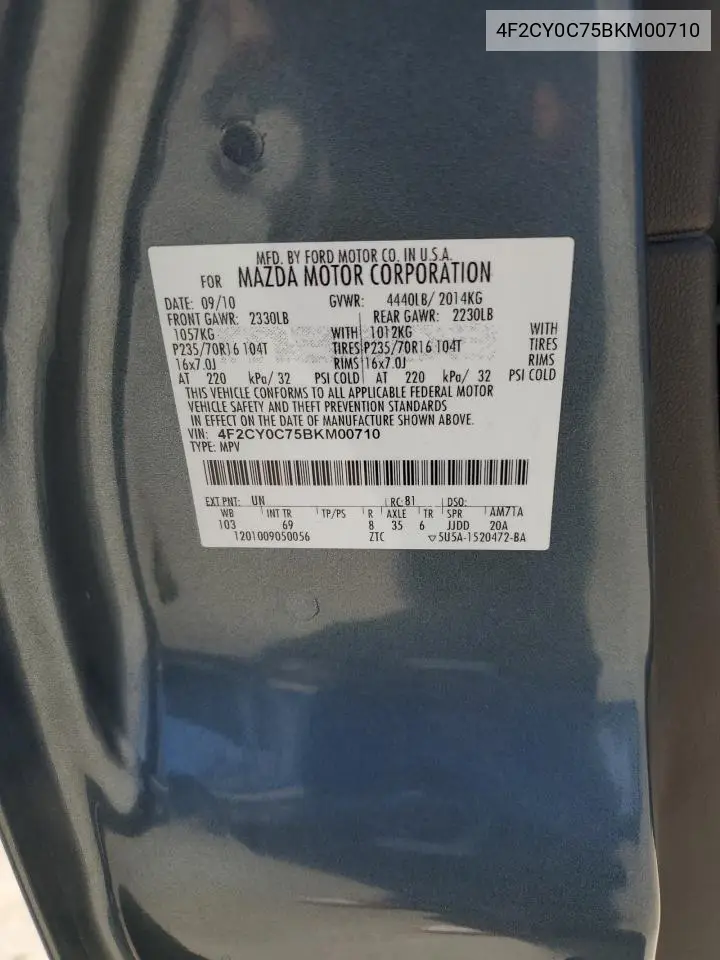 4F2CY0C75BKM00710
MFD. BY FORD MOTOR CO. IN U.S.A.
FOR MAZDA MOTOR CORPORATION
DATE: 09/10 GVWR: 4440LB/ 2014KG
FRONT GAWR: 2330LB REAR GAWR: 2230LB
1057KG WITH 1012KG WITH
P235/70R16 104T TIRES P235/70R16 104T TIRES
16x7.0J RIMS 16x7.0J RIMS
AT 220 kPa/ 32 PSI COLD AT 220 kPa/ 32 PSI COLD
THIS VEHICLE CONFORMS TO ALL APPLICABLE FEDERAL MOTOR
VEHICLE SAFETY AND THEFT PREVENTION STANDARDS
IN EFFECT ON THE DATE OF MANUFACTURE SHOWN ABOVE.
VIN: 4F2CY0C75BKM00710
TYPE: MPV
EXT PNT: UN RC: 81 DSO:
WB INT TR TP/PS R AXLE TR SPR AM71A
103 69 8 35 6 JJDD 20A
1201009050056 ZTC ▽5U5A-1520472-BA